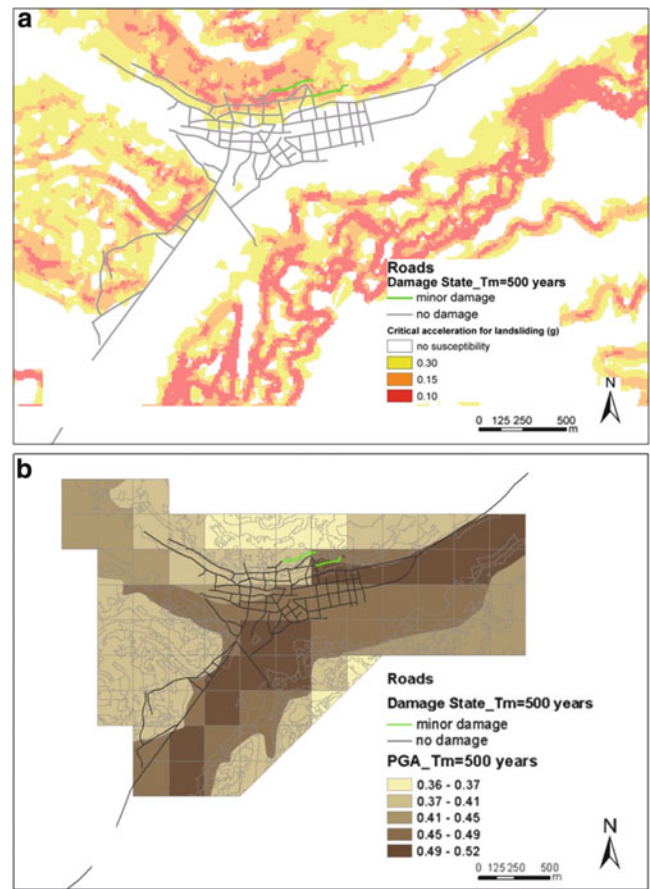 a
Roads
Damage State_Tm=500 years
minor damage
no damage
Critical acceleration for landsliding (g)
no susceptibility
0.30
0.15
0.10
N
0 125 250 500
m
b
Roads
Damage State_Tm=500 years
minor damage
no damage
PGA_Tm=500 years
0.36 - 0.37
0.37 - 0.41
0.41 - 0.45
0.45 - 0.49
0.49 - 0.52
N
0 125 250 500
m